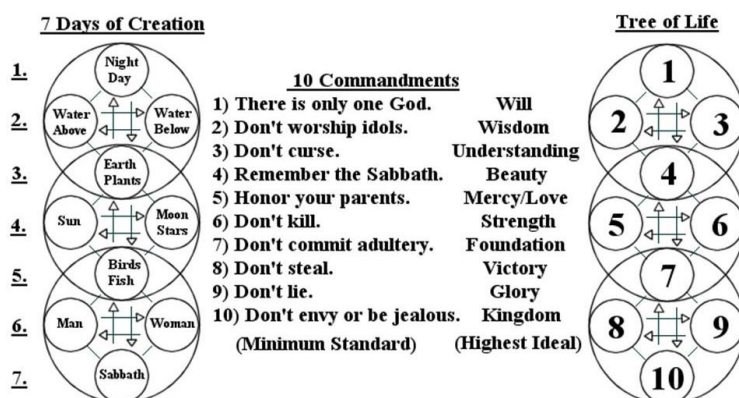 7 Days of Creation
1. Night Day
2. Water Above Water Below
3. Earth Plants
4. Sun Moon Stars
5. Birds Fish
6. Man Woman
7. Sabbath
10 Commandments
1) There is only one God. Will
2) Don't worship idols. Wisdom
3) Don't curse. Understanding
4) Remember the Sabbath. Beauty
5) Honor your parents. Mercy/Love
6) Don't kill. Strength
7) Don't commit adultery. Foundation
8) Don't steal. Victory
9) Don't lie. Glory
10) Don't envy or be jealous. Kingdom
(Minimum Standard) (Highest Ideal)
Tree of Life
1
2 3
4
5 6
7
8 9
10